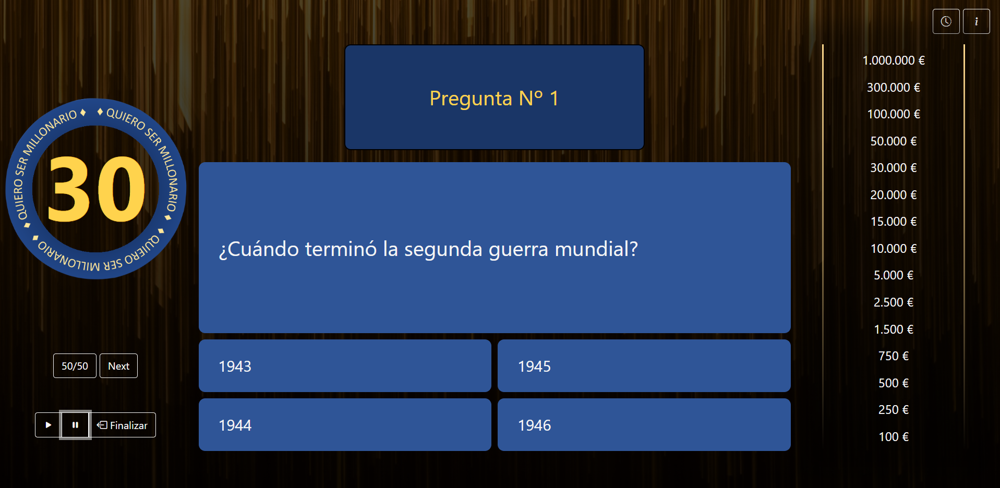 Pregunta Nº 1
♦ QUIERO SER MILLONARIO ♦
♦ QUIERO SER MILLONARIO ♦
♦ QUIERO SER MILLONARIO ♦
30
¿Cuándo terminó la segunda guerra mundial?
1943
1945
1944
1946
50/50
Next
Finalizar
i
1.000.000 €
300.000 €
100.000 €
50.000 €
30.000 €
20.000 €
15.000 €
10.000 €
5.000 €
2.500 €
1.500 €
750 €
500 €
250 €
100 €